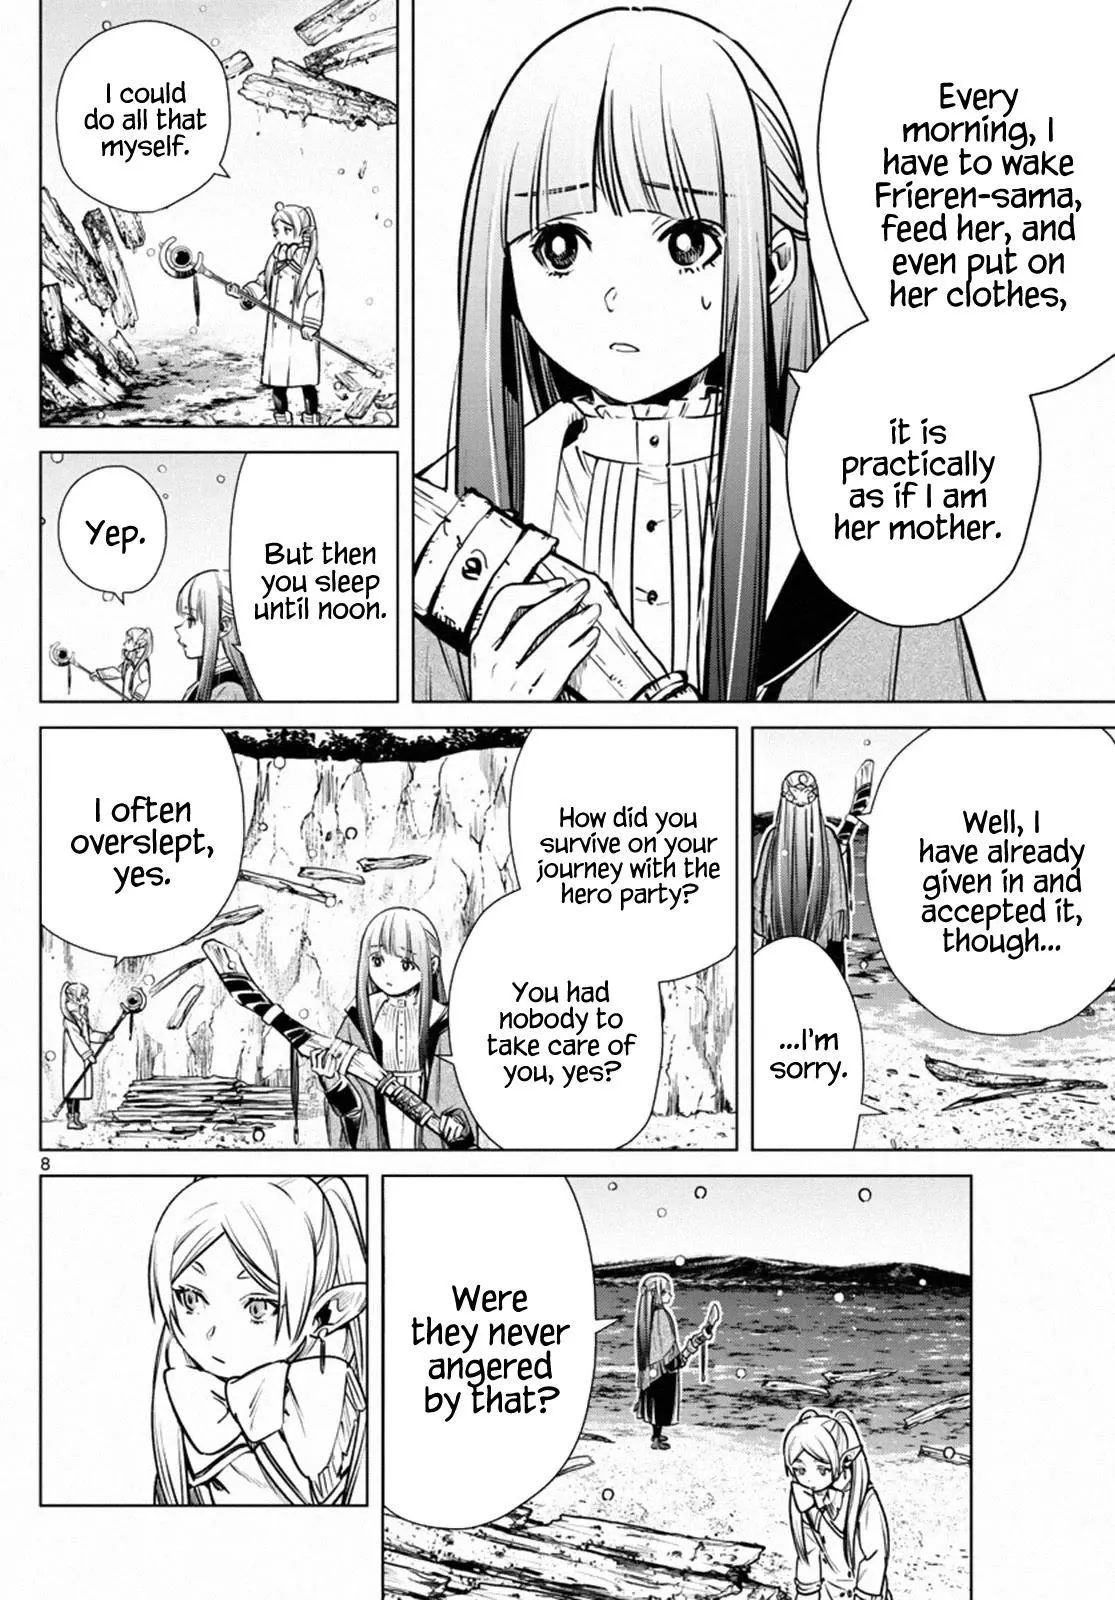 Every
morning, I
have to wake
Frieren-sama,
feed her, and
even put on
her clothes,
it is
practically
as if I am
her mother.
I could
do all that
myself.
But then
you sleep
until noon.
Yep.
Well, I
have already
given in and
accepted it,
though...
...I'm
sorry.
How did you
survive on your
journey with the
hero party?
You had
nobody to
take care of
you, yes?
I often
overslept,
yes.
8
Were
they never
angered
by that?